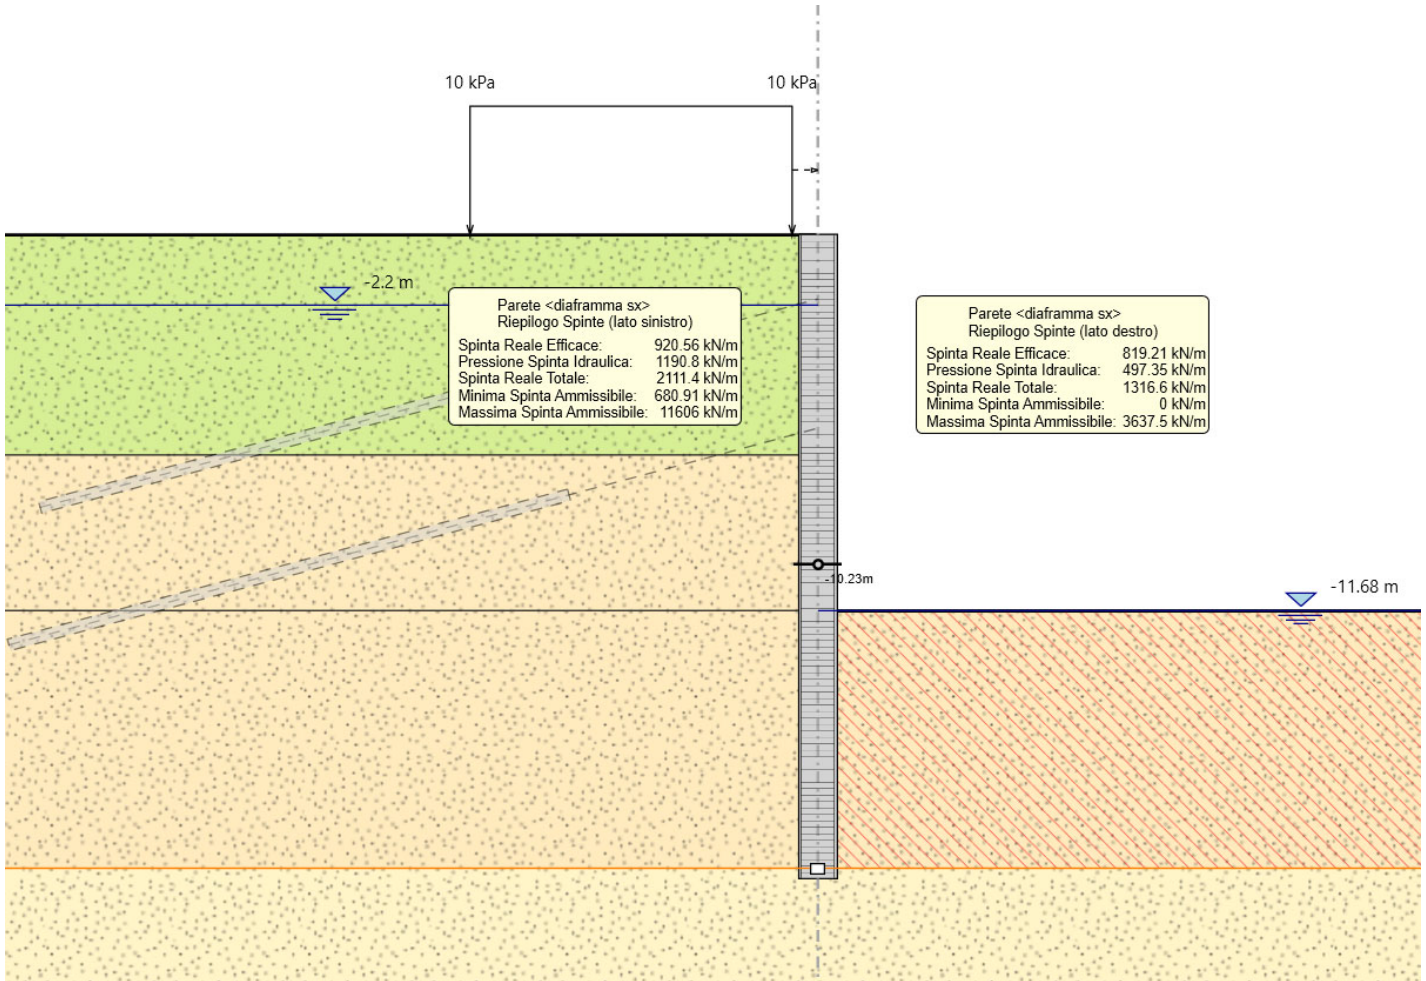 10 kPa
10 kPa
-2.2 m
Parete <diaframma sx>
Riepilogo Spinte (lato sinistro)
Spinta Reale Efficace: 920.56 kN/m
Pressione Spinta Idraulica: 1190.8 kN/m
Spinta Reale Totale: 2111.4 kN/m
Minima Spinta Ammissibile: 680.91 kN/m
Massima Spinta Ammissibile: 11606 kN/m
Parete <diaframma sx>
Riepilogo Spinte (lato destro)
Spinta Reale Efficace: 819.21 kN/m
Pressione Spinta Idraulica: 497.35 kN/m
Spinta Reale Totale: 1316.6 kN/m
Minima Spinta Ammissibile: 0 kN/m
Massima Spinta Ammissibile: 3637.5 kN/m
-10.23m
-11.68 m